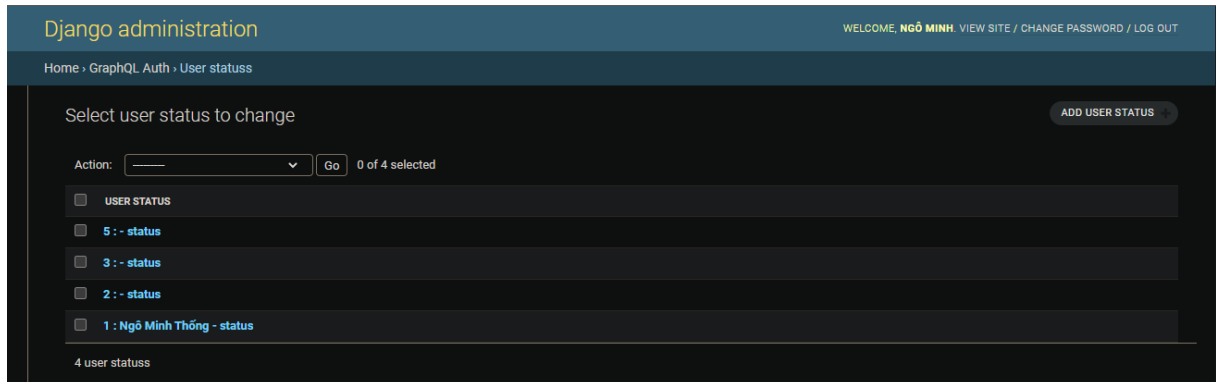 Django administration
WELCOME, NGÔ MINH. VIEW SITE / CHANGE PASSWORD / LOG OUT
Home › GraphQL Auth › User statuss
Select user status to change
ADD USER STATUS +
Action: --------- Go 0 of 4 selected
USER STATUS
5 : - status
3 : - status
2 : - status
1 : Ngô Minh Thống - status
4 user statuss